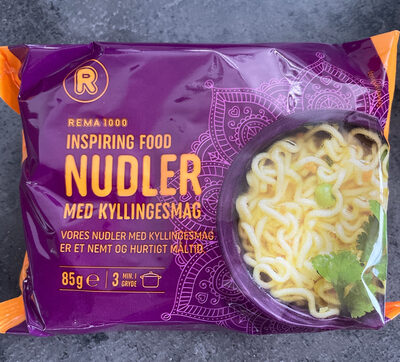 R
REMA 1000
INSPIRING FOOD
NUDLER
MED KYLLINGESMAG
VORES NUDLER MED KYLLINGESMAG
ER ET NEMT OG HURTIGT MÅLTID
85g ℮ 3 MIN. I
GRYDE